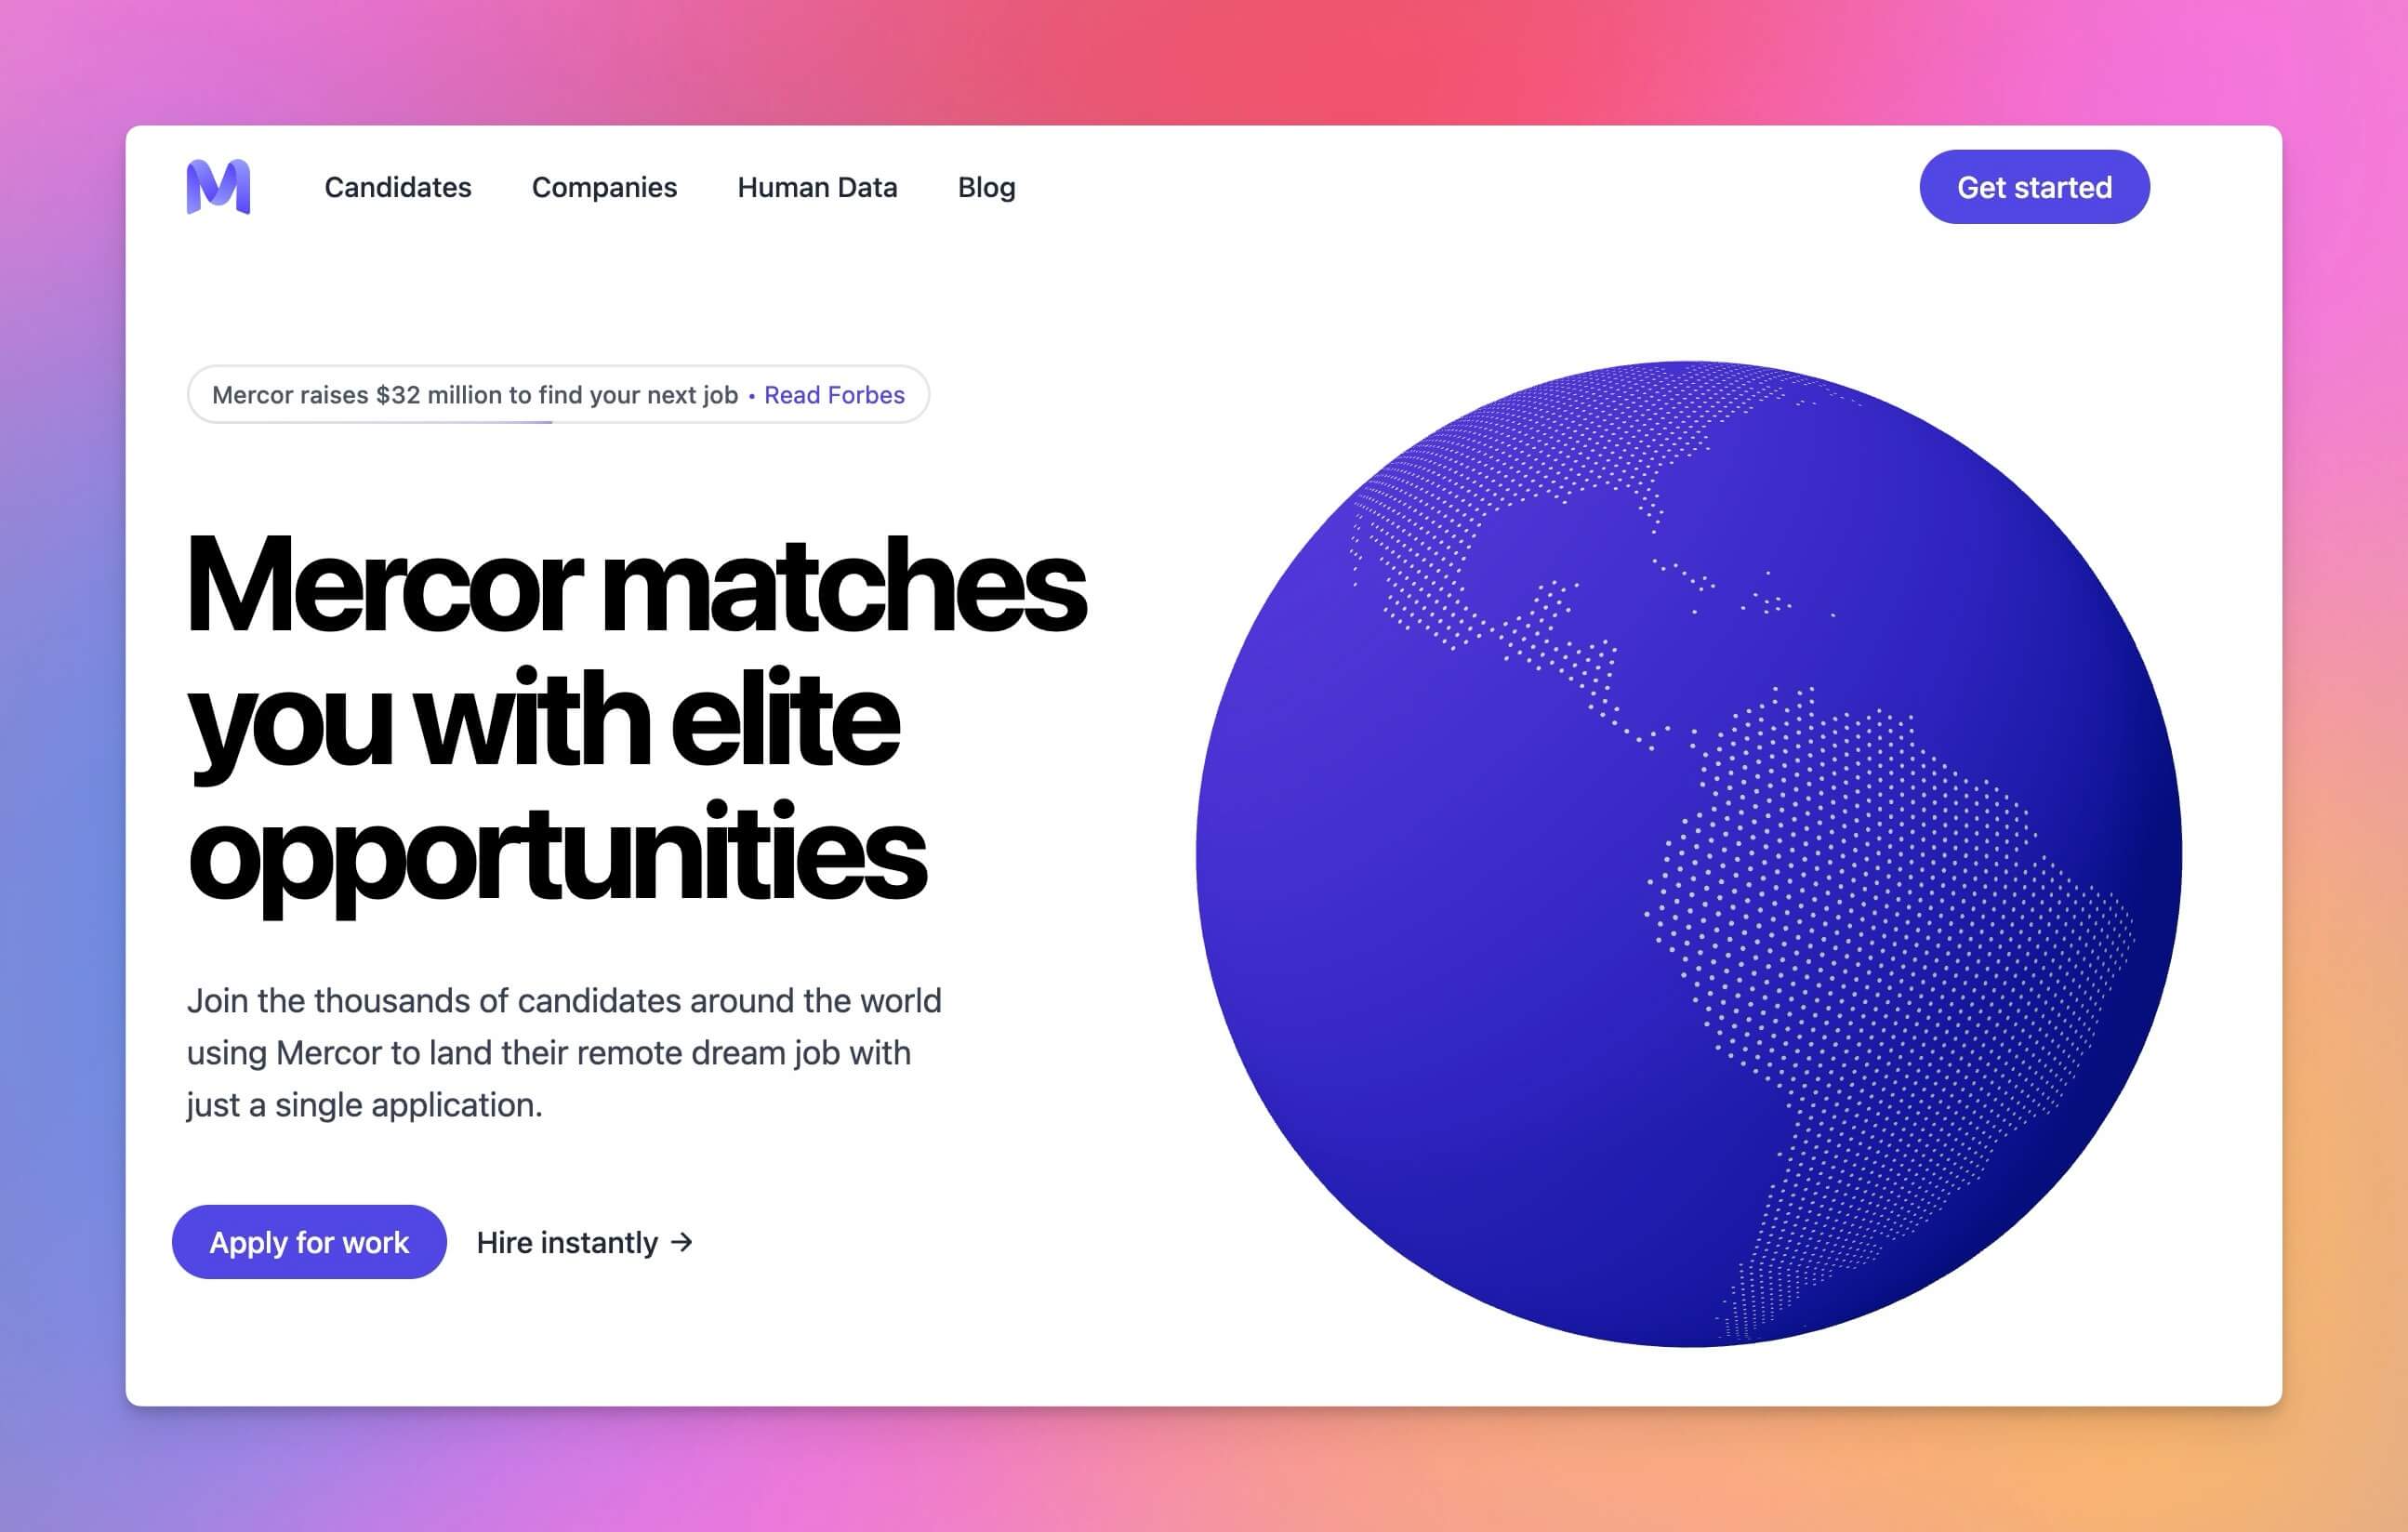 Candidates Companies Human Data Blog Get started
Mercor raises $32 million to find your next job • Read Forbes
Mercor matches
you with elite
opportunities
Join the thousands of candidates around the world
using Mercor to land their remote dream job with
just a single application.
Apply for work Hire instantly →